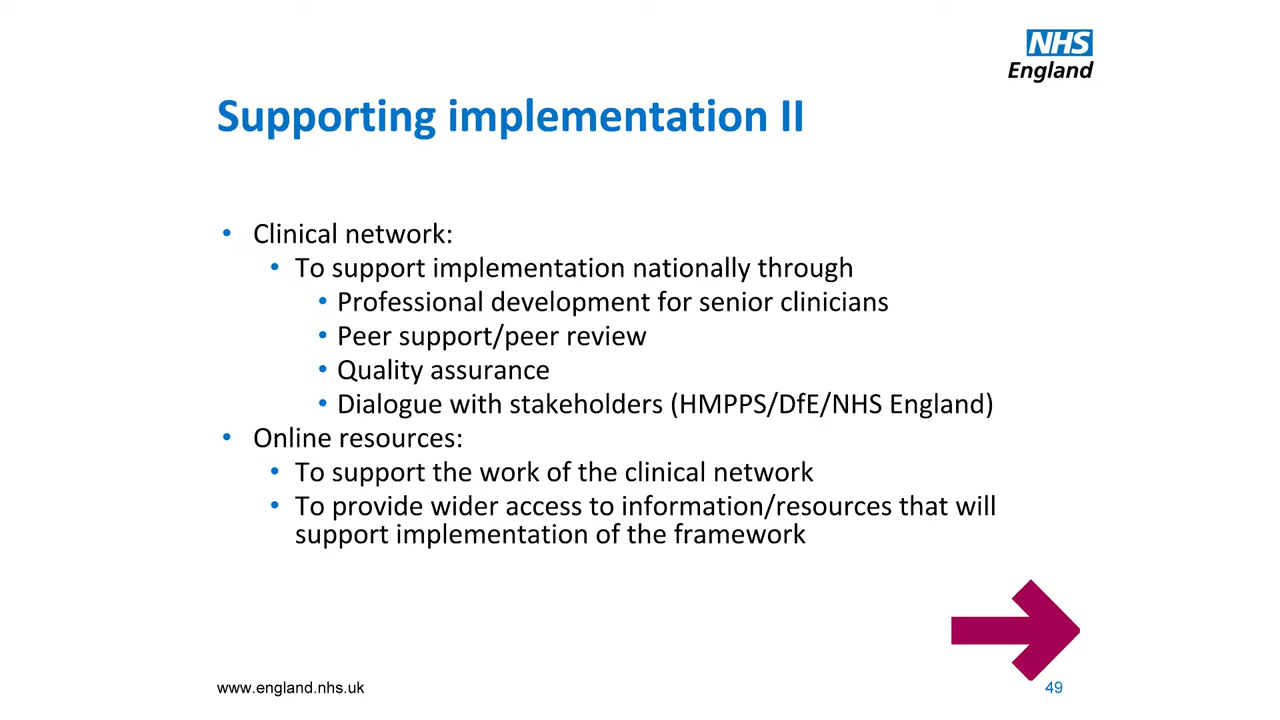 NHS
England
Supporting implementation II
• Clinical network:
• To support implementation nationally through
• Professional development for senior clinicians
• Peer support/peer review
• Quality assurance
• Dialogue with stakeholders (HMPPS/DfE/NHS England)
• Online resources:
• To support the work of the clinical network
• To provide wider access to information/resources that will
support implementation of the framework
www.england.nhs.uk
49